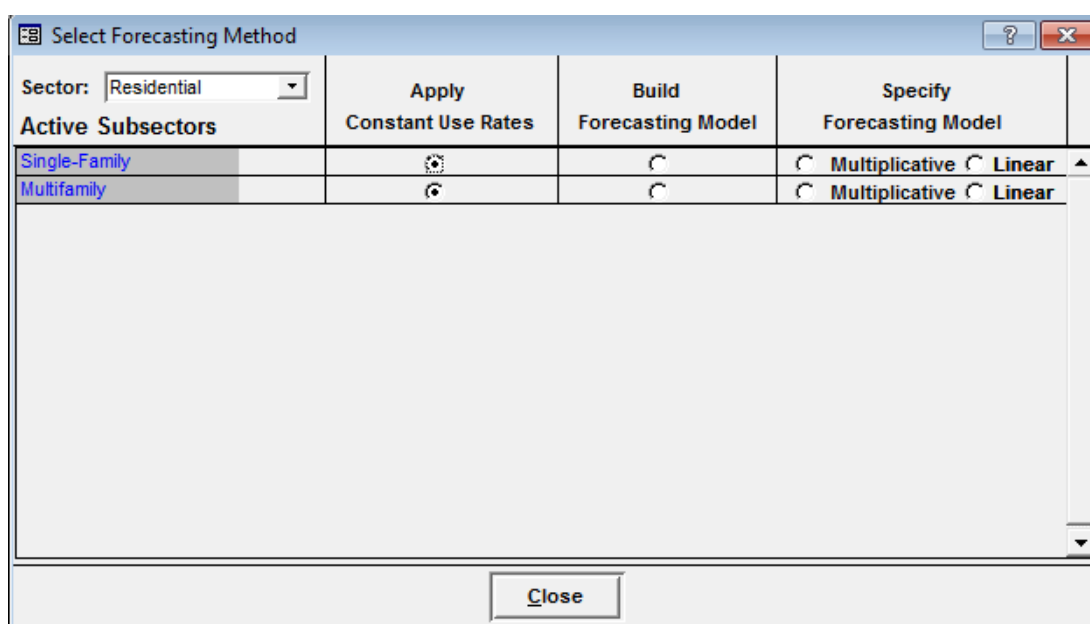 Select Forecasting Method
Sector: Residential
Active Subsectors
Apply
Constant Use Rates
Build
Forecasting Model
Specify
Forecasting Model
Single-Family Multiplicative Linear
Multifamily Multiplicative Linear
Close